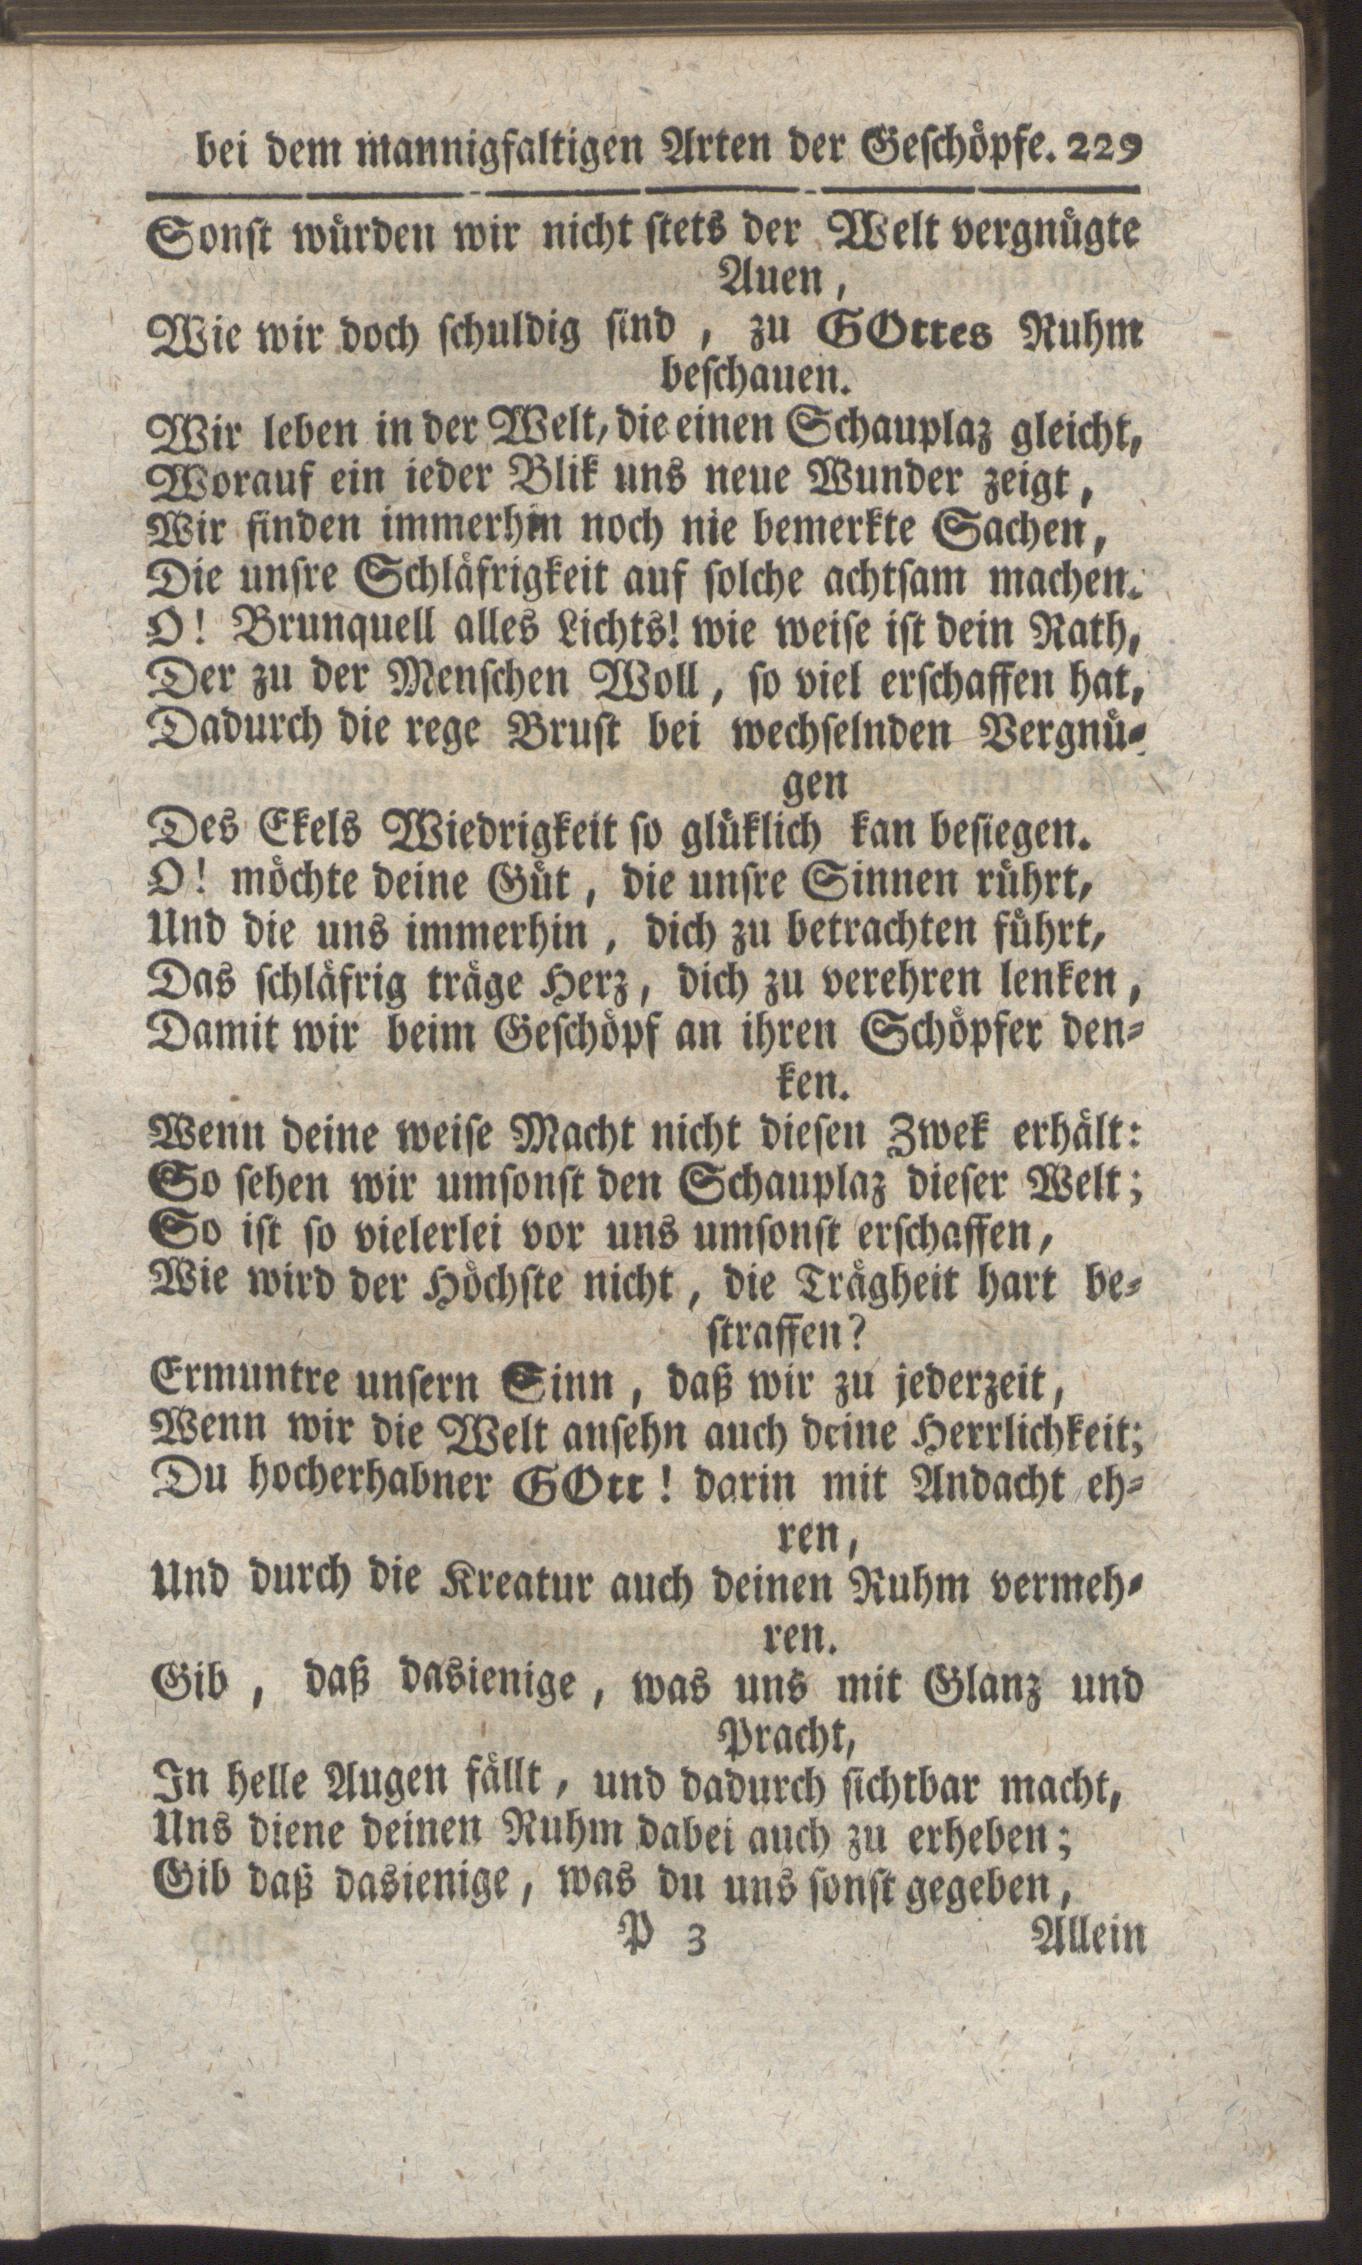 bei dem mannigfaltigen Arten der Geschöpfe. 229
Sonst würden wir nicht stets der Welt vergnügte
Auen,
Wie wir doch schuldig sind, zu GOttes Ruhm
beschauen.
Wir leben in der Welt, die einen Schauplaz gleicht,
Worauf ein ieder Blik uns neue Wunder zeigt,
Wir finden immerhin noch nie bemerkte Sachen,
Die unsre Schläfrigkeit auf solche achtsam machen.
O! Brunquell alles Lichts! wie weise ist dein Rath,
Der zu der Menschen Woll, so viel erschaffen hat,
Dadurch die rege Brust bei wechselnden Vergnü-
gen
Des Ekels Wiedrigkeit so glüklich kan besiegen.
O! möchte deine Güt, die unsre Sinnen rührt,
Und die uns immerhin, dich zu betrachten führt,
Das schläfrig träge Herz, dich zu verehren lenken,
Damit wir beim Geschöpf an ihren Schöpfer den-
ken.
Wenn deine weise Macht nicht diesen Zwek erhält:
So sehen wir umsonst den Schauplaz dieser Welt;
So ist so vielerlei vor uns umsonst erschaffen,
Wie wird der Höchste nicht, die Trägheit hart be-
straffen?
Ermuntre unsern Sinn, daß wir zu jederzeit,
Wenn wir die Welt ansehn auch deine Herrlichkeit;
Du hocherhabner GOtt! darin mit Andacht eh-
ren,
Und durch die Kreatur auch deinen Ruhm vermeh-
ren.
Gib, daß dasienige, was uns mit Glanz und
Pracht,
In helle Augen fällt, und dadurch sichtbar macht,
Uns diene deinen Ruhm dabei auch zu erheben;
Gib daß dasienige, was du uns sonst gegeben,
P 3 Allein